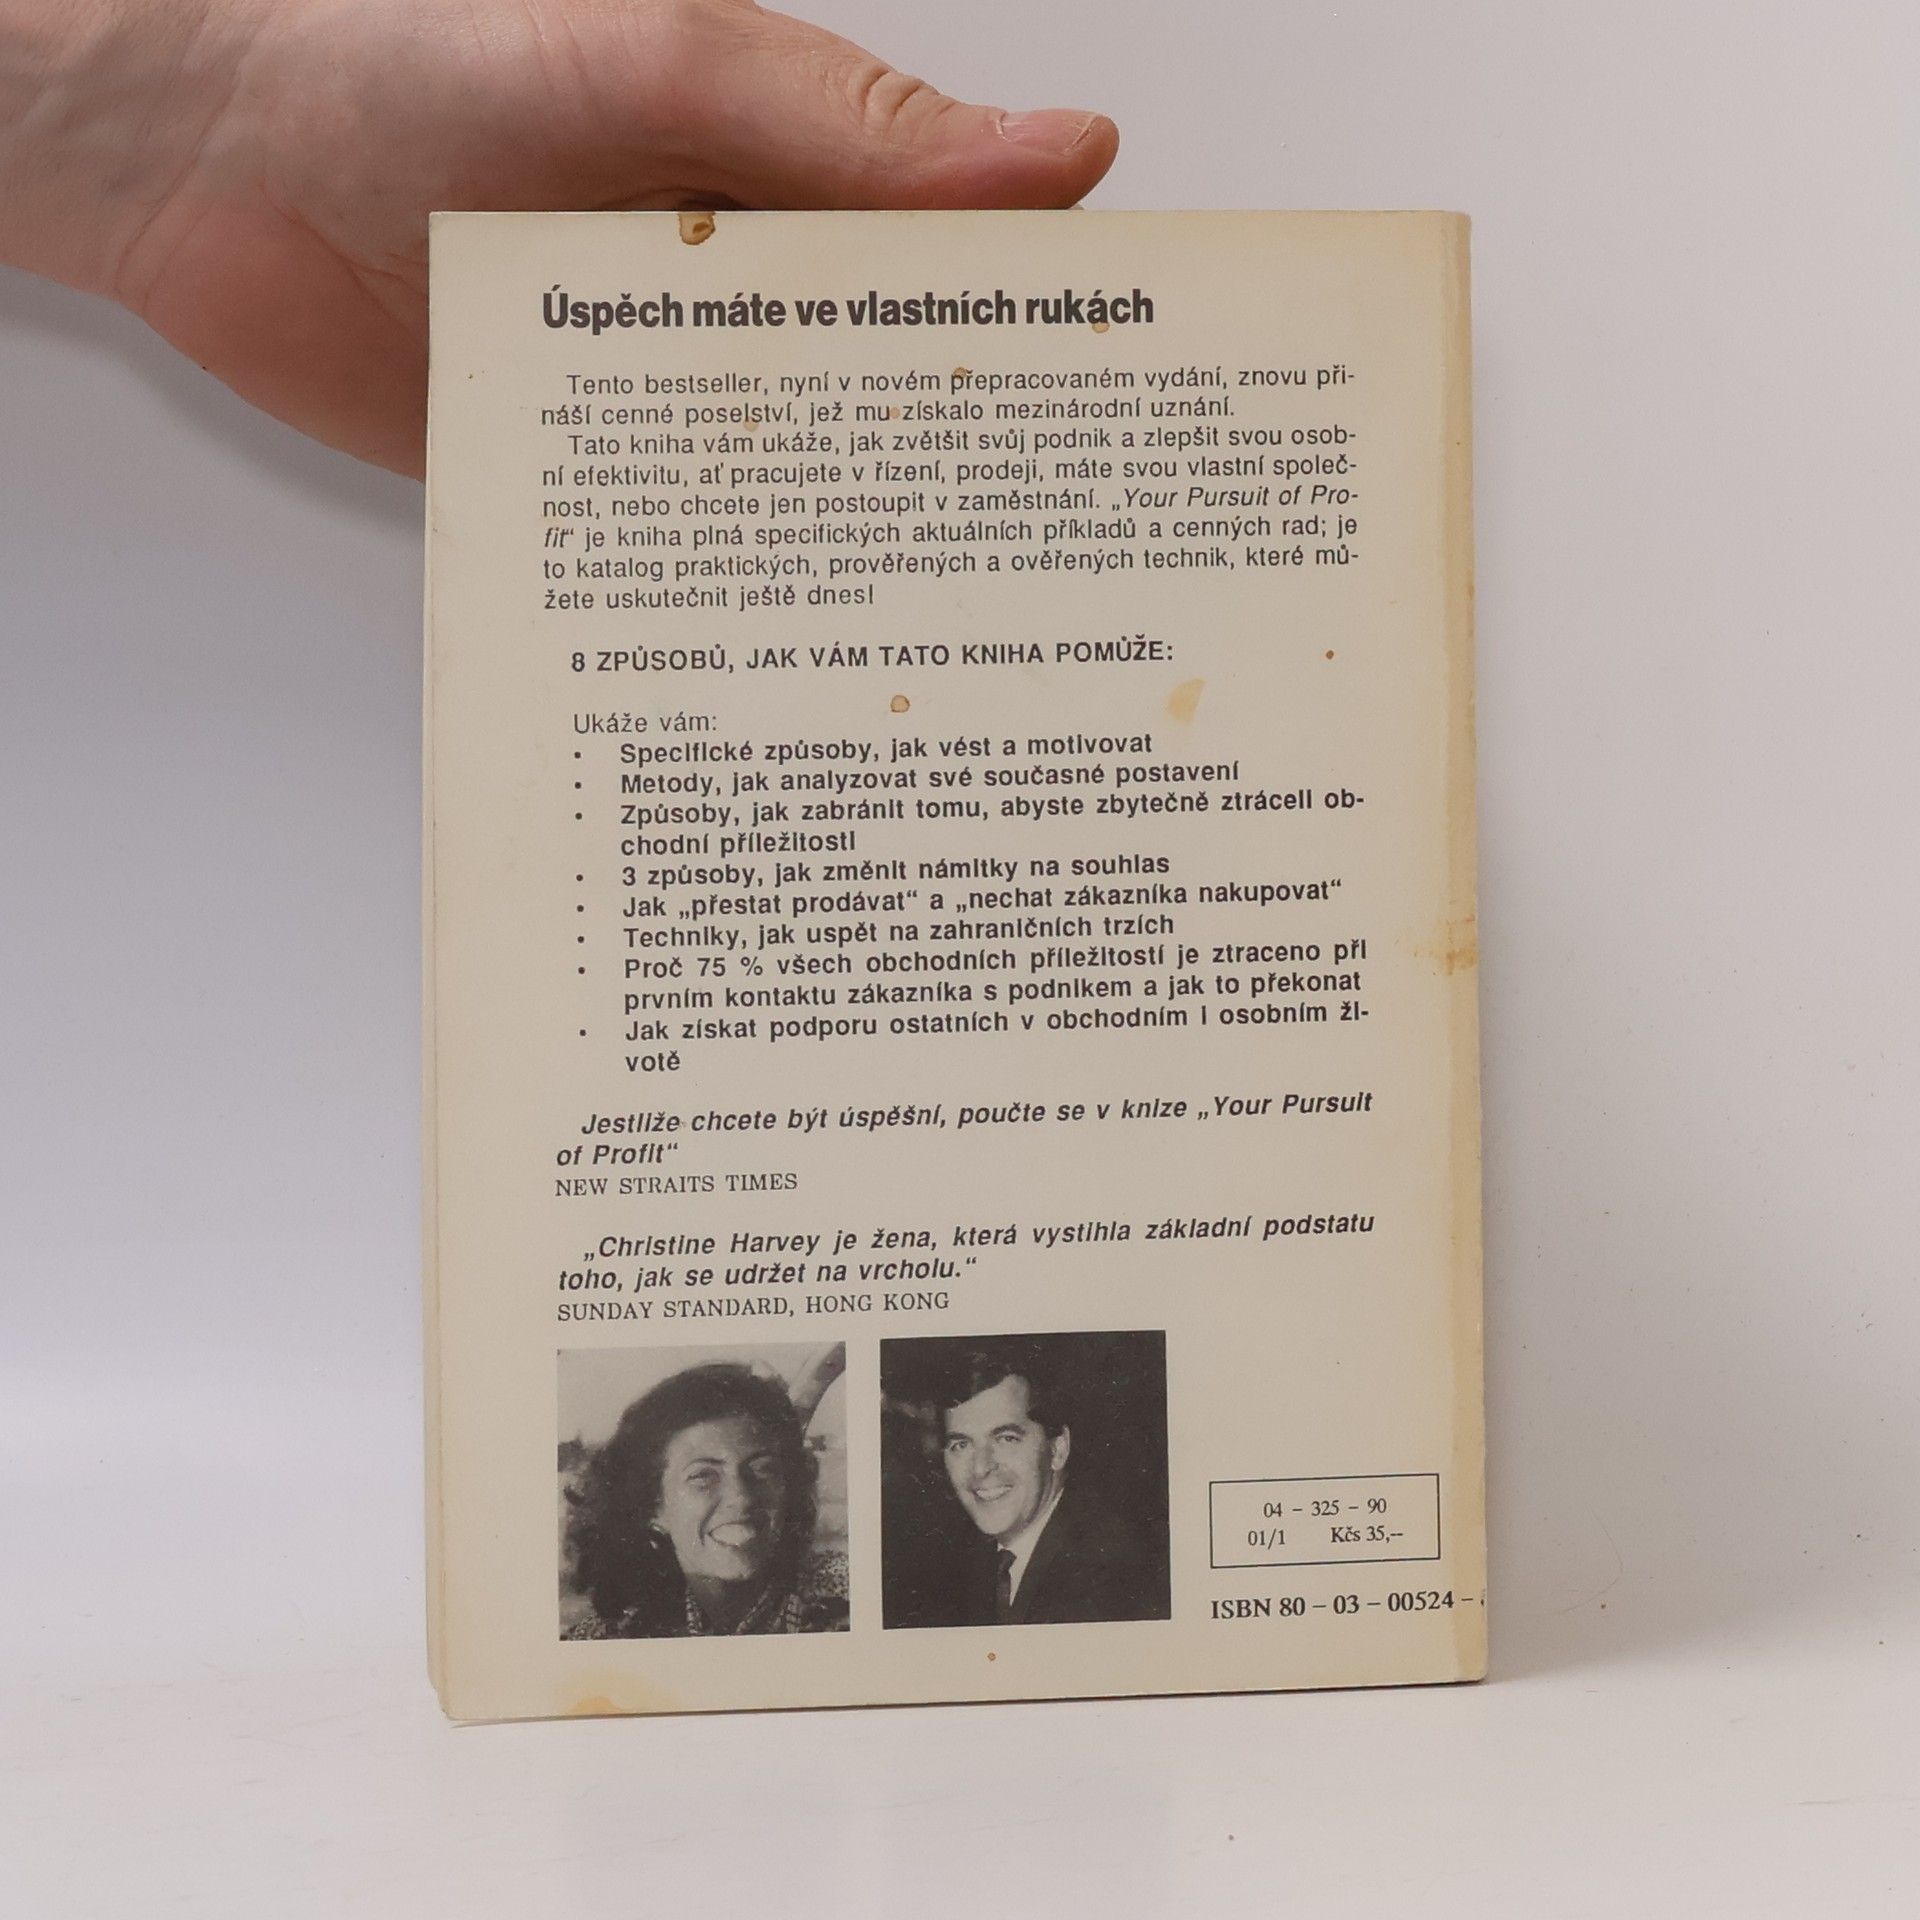 Úspěch máte ve vlastních rukách
Tento bestseller, nyní v novém přepracovaném vydání, znovu při-
náší cenné poselství, jež mu získalo mezinárodní uznání.
Tato kniha vám ukáže, jak zvětšit svůj podnik a zlepšit svou osob-
ní efektivitu, ať pracujete v řízení, prodeji, máte svou vlastní společ-
nost, nebo chcete jen postoupit v zaměstnání. „Your Pursuit of Pro-
fit“ je kniha plná specifických aktuálních příkladů a cenných rad; je
to katalog praktických, prověřených a ověřených technik, které mů-
žete uskutečnit ještě dnes!
8 ZPŮSOBŮ, JAK VÁM TATO KNIHA POMŮŽE:
Ukáže vám:
• Specifické způsoby, jak vést a motivovat
• Metody, jak analyzovat své současné postavení
• Způsoby, jak zabránit tomu, abyste zbytečně ztráceli ob-
chodní příležitosti
• 3 způsoby, jak změnit námitky na souhlas
• Jak „přestat prodávat“ a „nechat zákazníka nakupovat“
• Techniky, jak uspět na zahraničních trzích
• Proč 75 % všech obchodních příležitostí je ztraceno při
prvním kontaktu zákazníka s podnikem a jak to překonat
• Jak získat podporu ostatních v obchodním i osobním ži-
votě
Jestliže chcete být úspěšní, poučte se v knize „Your Pursuit
of Profit“
NEW STRAITS TIMES
„Christine Harvey je žena, která vystihla základní podstatu
toho, jak se udržet na vrcholu.“
SUNDAY STANDARD, HONG KONG
04 – 325 – 90
01/1 Kčs 35,--
ISBN 80 – 03 – 00524 –